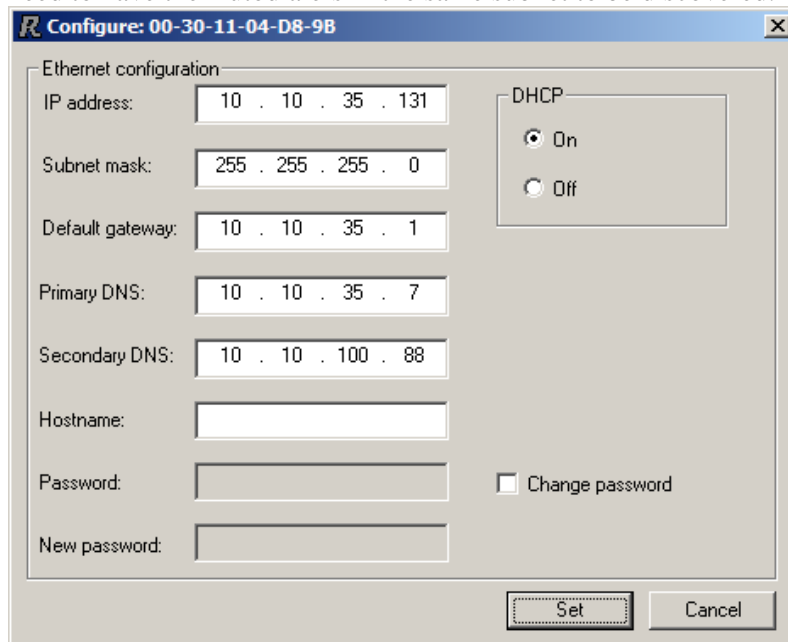 Configure: 00-30-11-04-D8-9B
Ethernet configuration
IP address: 10 . 10 . 35 . 131
DHCP
On
Subnet mask: 255 . 255 . 255 . 0
Off
Default gateway: 10 . 10 . 35 . 1
Primary DNS: 10 . 10 . 35 . 7
Secondary DNS: 10 . 10 . 100 . 88
Hostname:
Password:
Change password
New password:
Set
Cancel